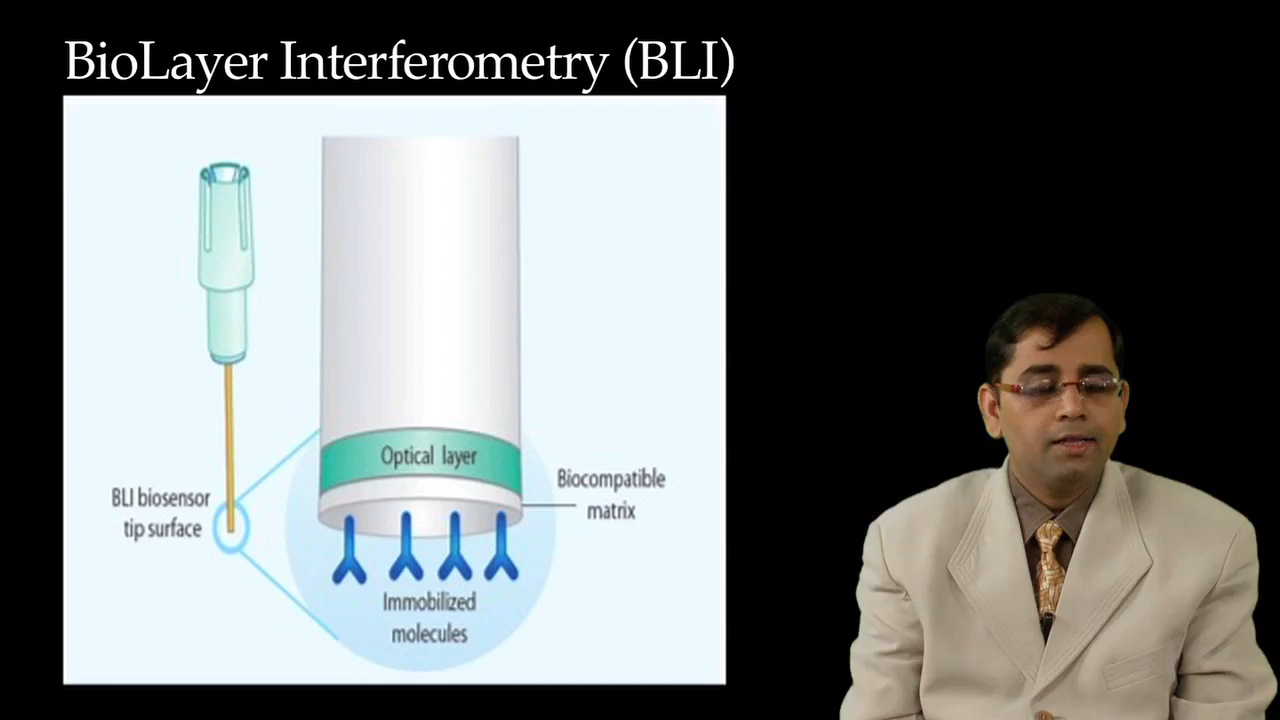 BioLayer Interferometry (BLI)
Optical layer
Biocompatible
matrix
BLI biosensor
tip surface
Immobilized
molecules